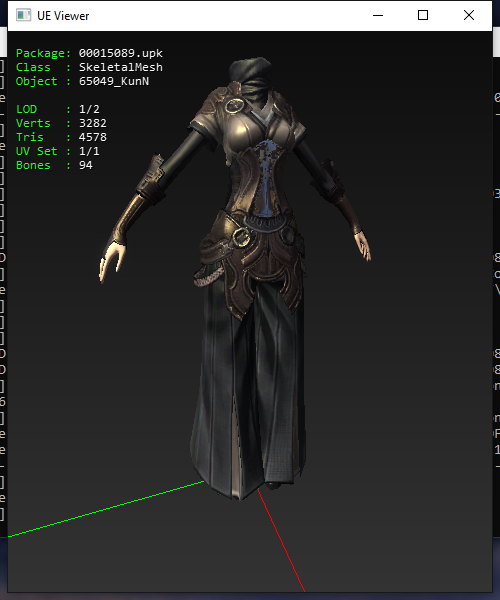 UE Viewer
Package: 00015089.upk
Class  : SkeletalMesh
Object : 65049_KunN
LOD    : 1/2
Verts  : 3282
Tris   : 4578
UV Set : 1/1
Bones  : 94